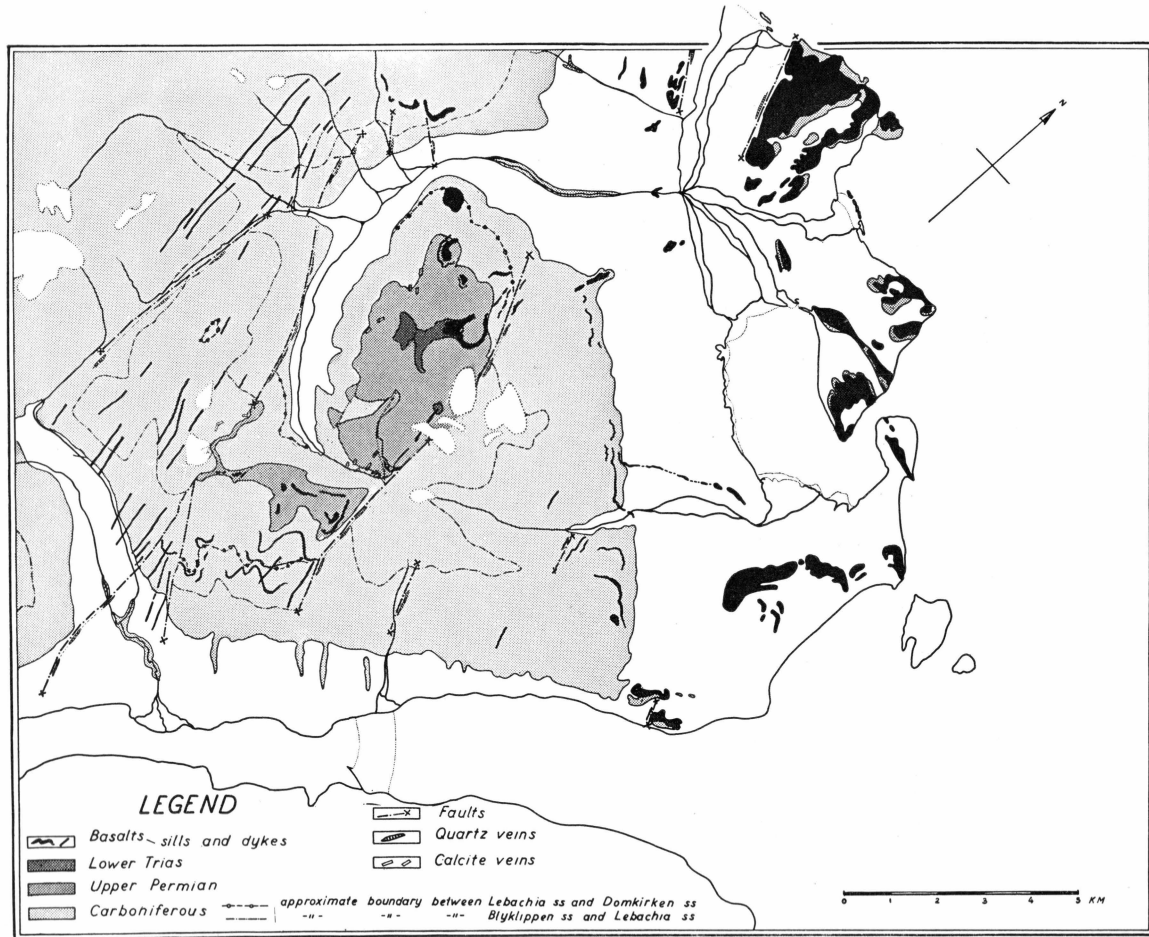 N
LEGEND
Basalts sills and dykes
Lower Trias
Upper Permian
Carboniferous
Faults
Quartz veins
Calcite veins
approximate boundary between Lebachia ss and Domkirken ss
-"- -"- -"- Blyklippen ss and Lebachia ss
0 1 2 3 4 5 KM